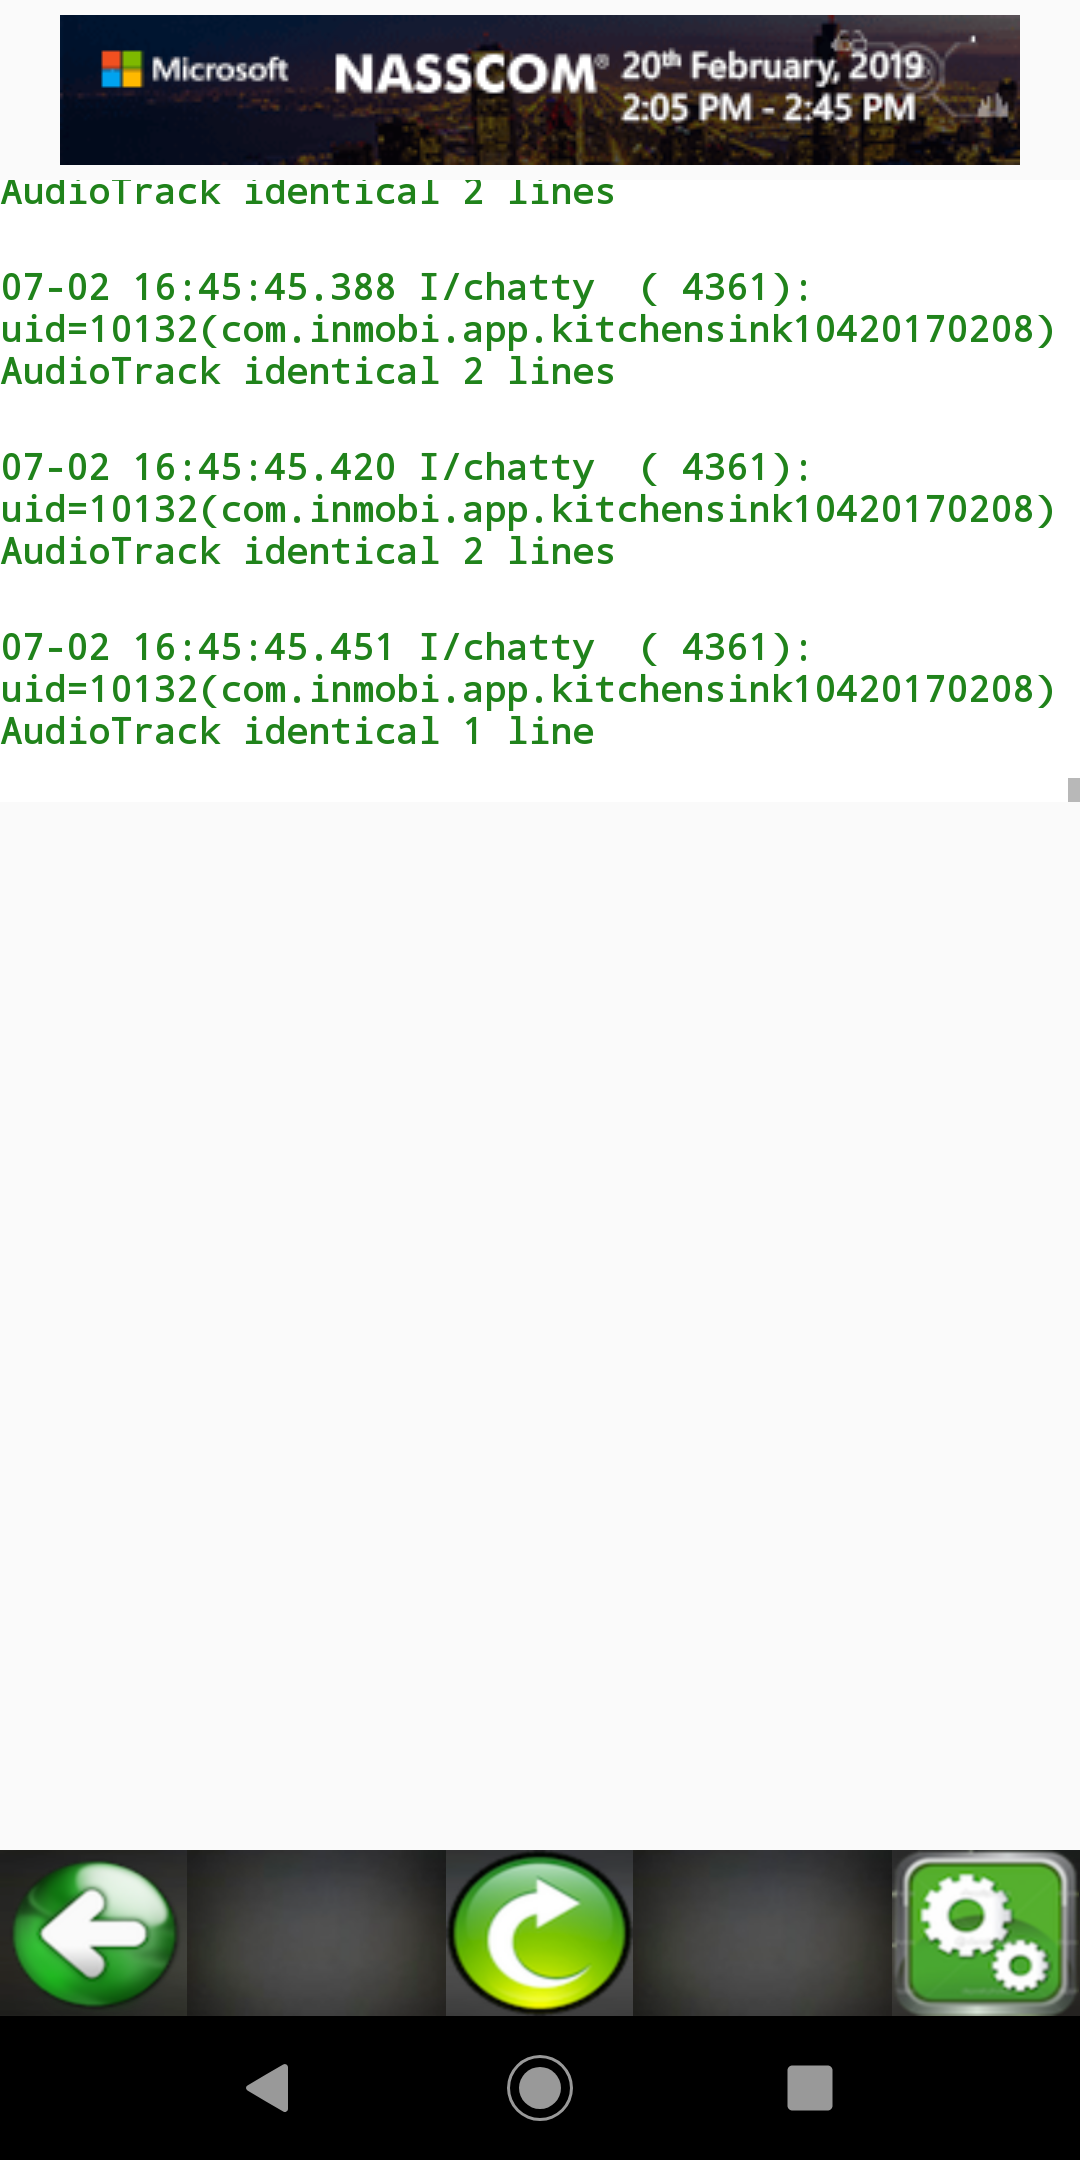 Microsoft NASSCOM® 20th February, 2019
2:05 PM - 2:45 PM
AudioTrack identical 2 lines
07-02 16:45:45.388 I/chatty  ( 4361):
uid=10132(com.inmobi.app.kitchensink10420170208)
AudioTrack identical 2 lines
07-02 16:45:45.420 I/chatty  ( 4361):
uid=10132(com.inmobi.app.kitchensink10420170208)
AudioTrack identical 2 lines
07-02 16:45:45.451 I/chatty  ( 4361):
uid=10132(com.inmobi.app.kitchensink10420170208)
AudioTrack identical 1 line